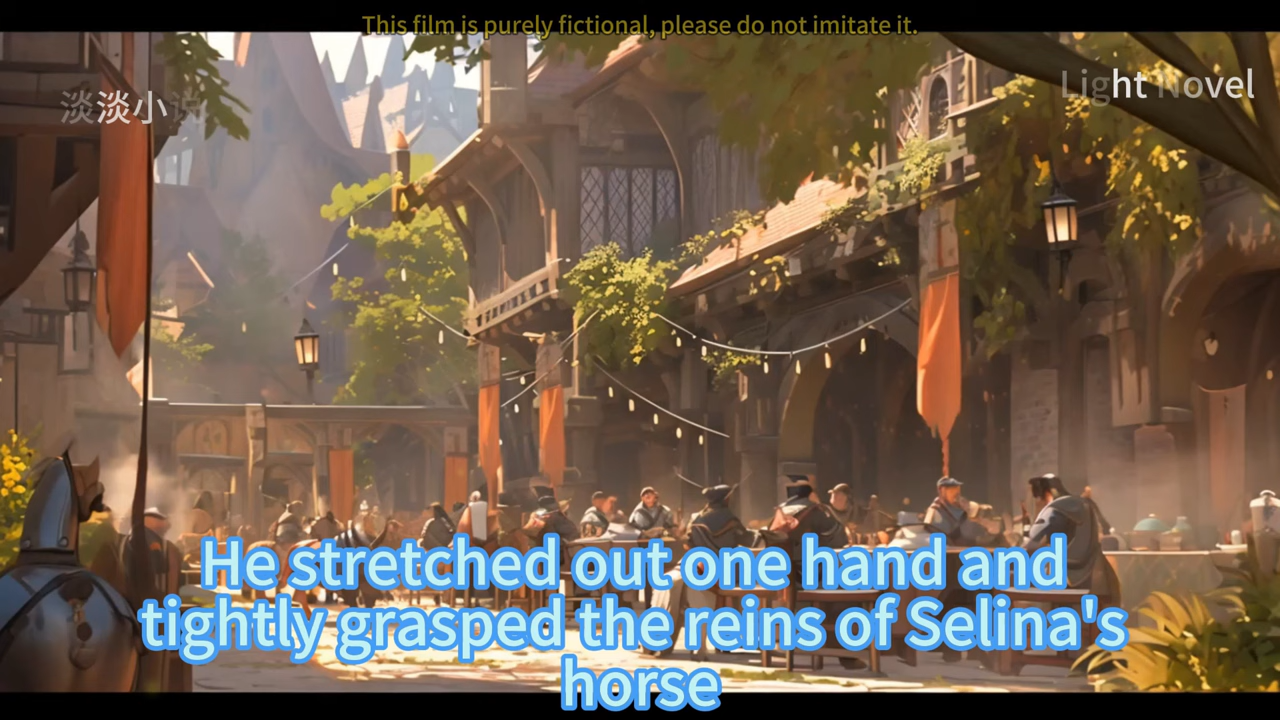 This film is purely fictional, please do not imitate it.
淡淡小说
Light Novel
He stretched out one hand and
tightly grasped the reins of Selina's
horse